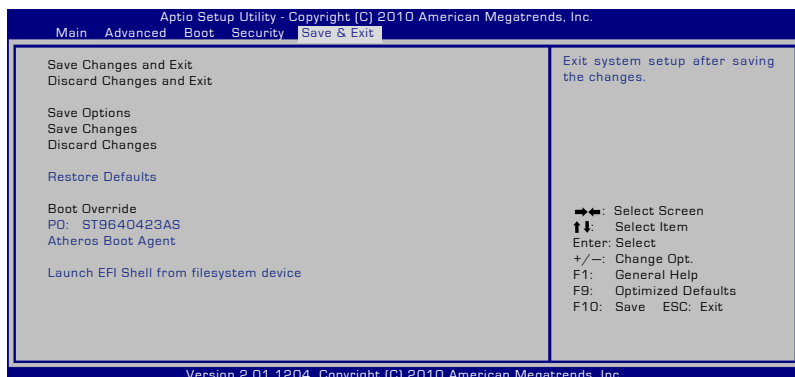 Aptio Setup Utility - Copyright (C) 2010 American Megatrends, Inc.
Main Advanced Boot Security Save & Exit
Save Changes and Exit
Discard Changes and Exit
Save Options
Save Changes
Discard Changes
Restore Defaults
Boot Override
P0: ST9640423AS
Atheros Boot Agent
Launch EFI Shell from filesystem device
Exit system setup after saving
the changes.
→←: Select Screen
↑↓: Select Item
Enter: Select
+/—: Change Opt.
F1: General Help
F9: Optimized Defaults
F10: Save ESC: Exit
Version 2.01.1204. Copyright (C) 2010 American Megatrends, Inc.